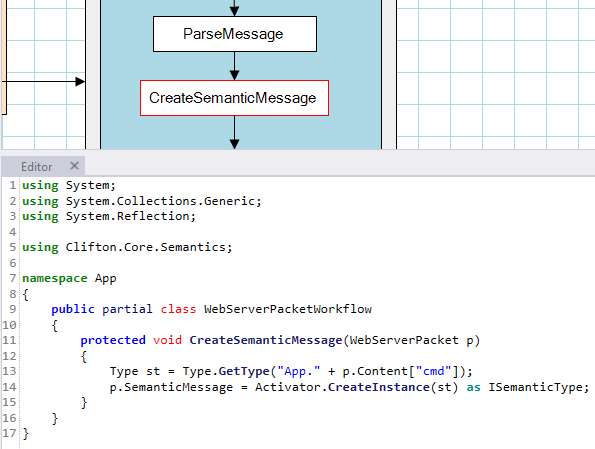 ParseMessage
CreateSemanticMessage
Editor ✕
1 using System;
2 using System.Collections.Generic;
3 using System.Reflection;
4
5 using Clifton.Core.Semantics;
6
7 namespace App
8 {
9     public partial class WebServerPacketWorkflow
10     {
11         protected void CreateSemanticMessage(WebServerPacket p)
12         {
13             Type st = Type.GetType("App." + p.Content["cmd"]);
14             p.SemanticMessage = Activator.CreateInstance(st) as ISemanticType;
15         }
16     }
17 }